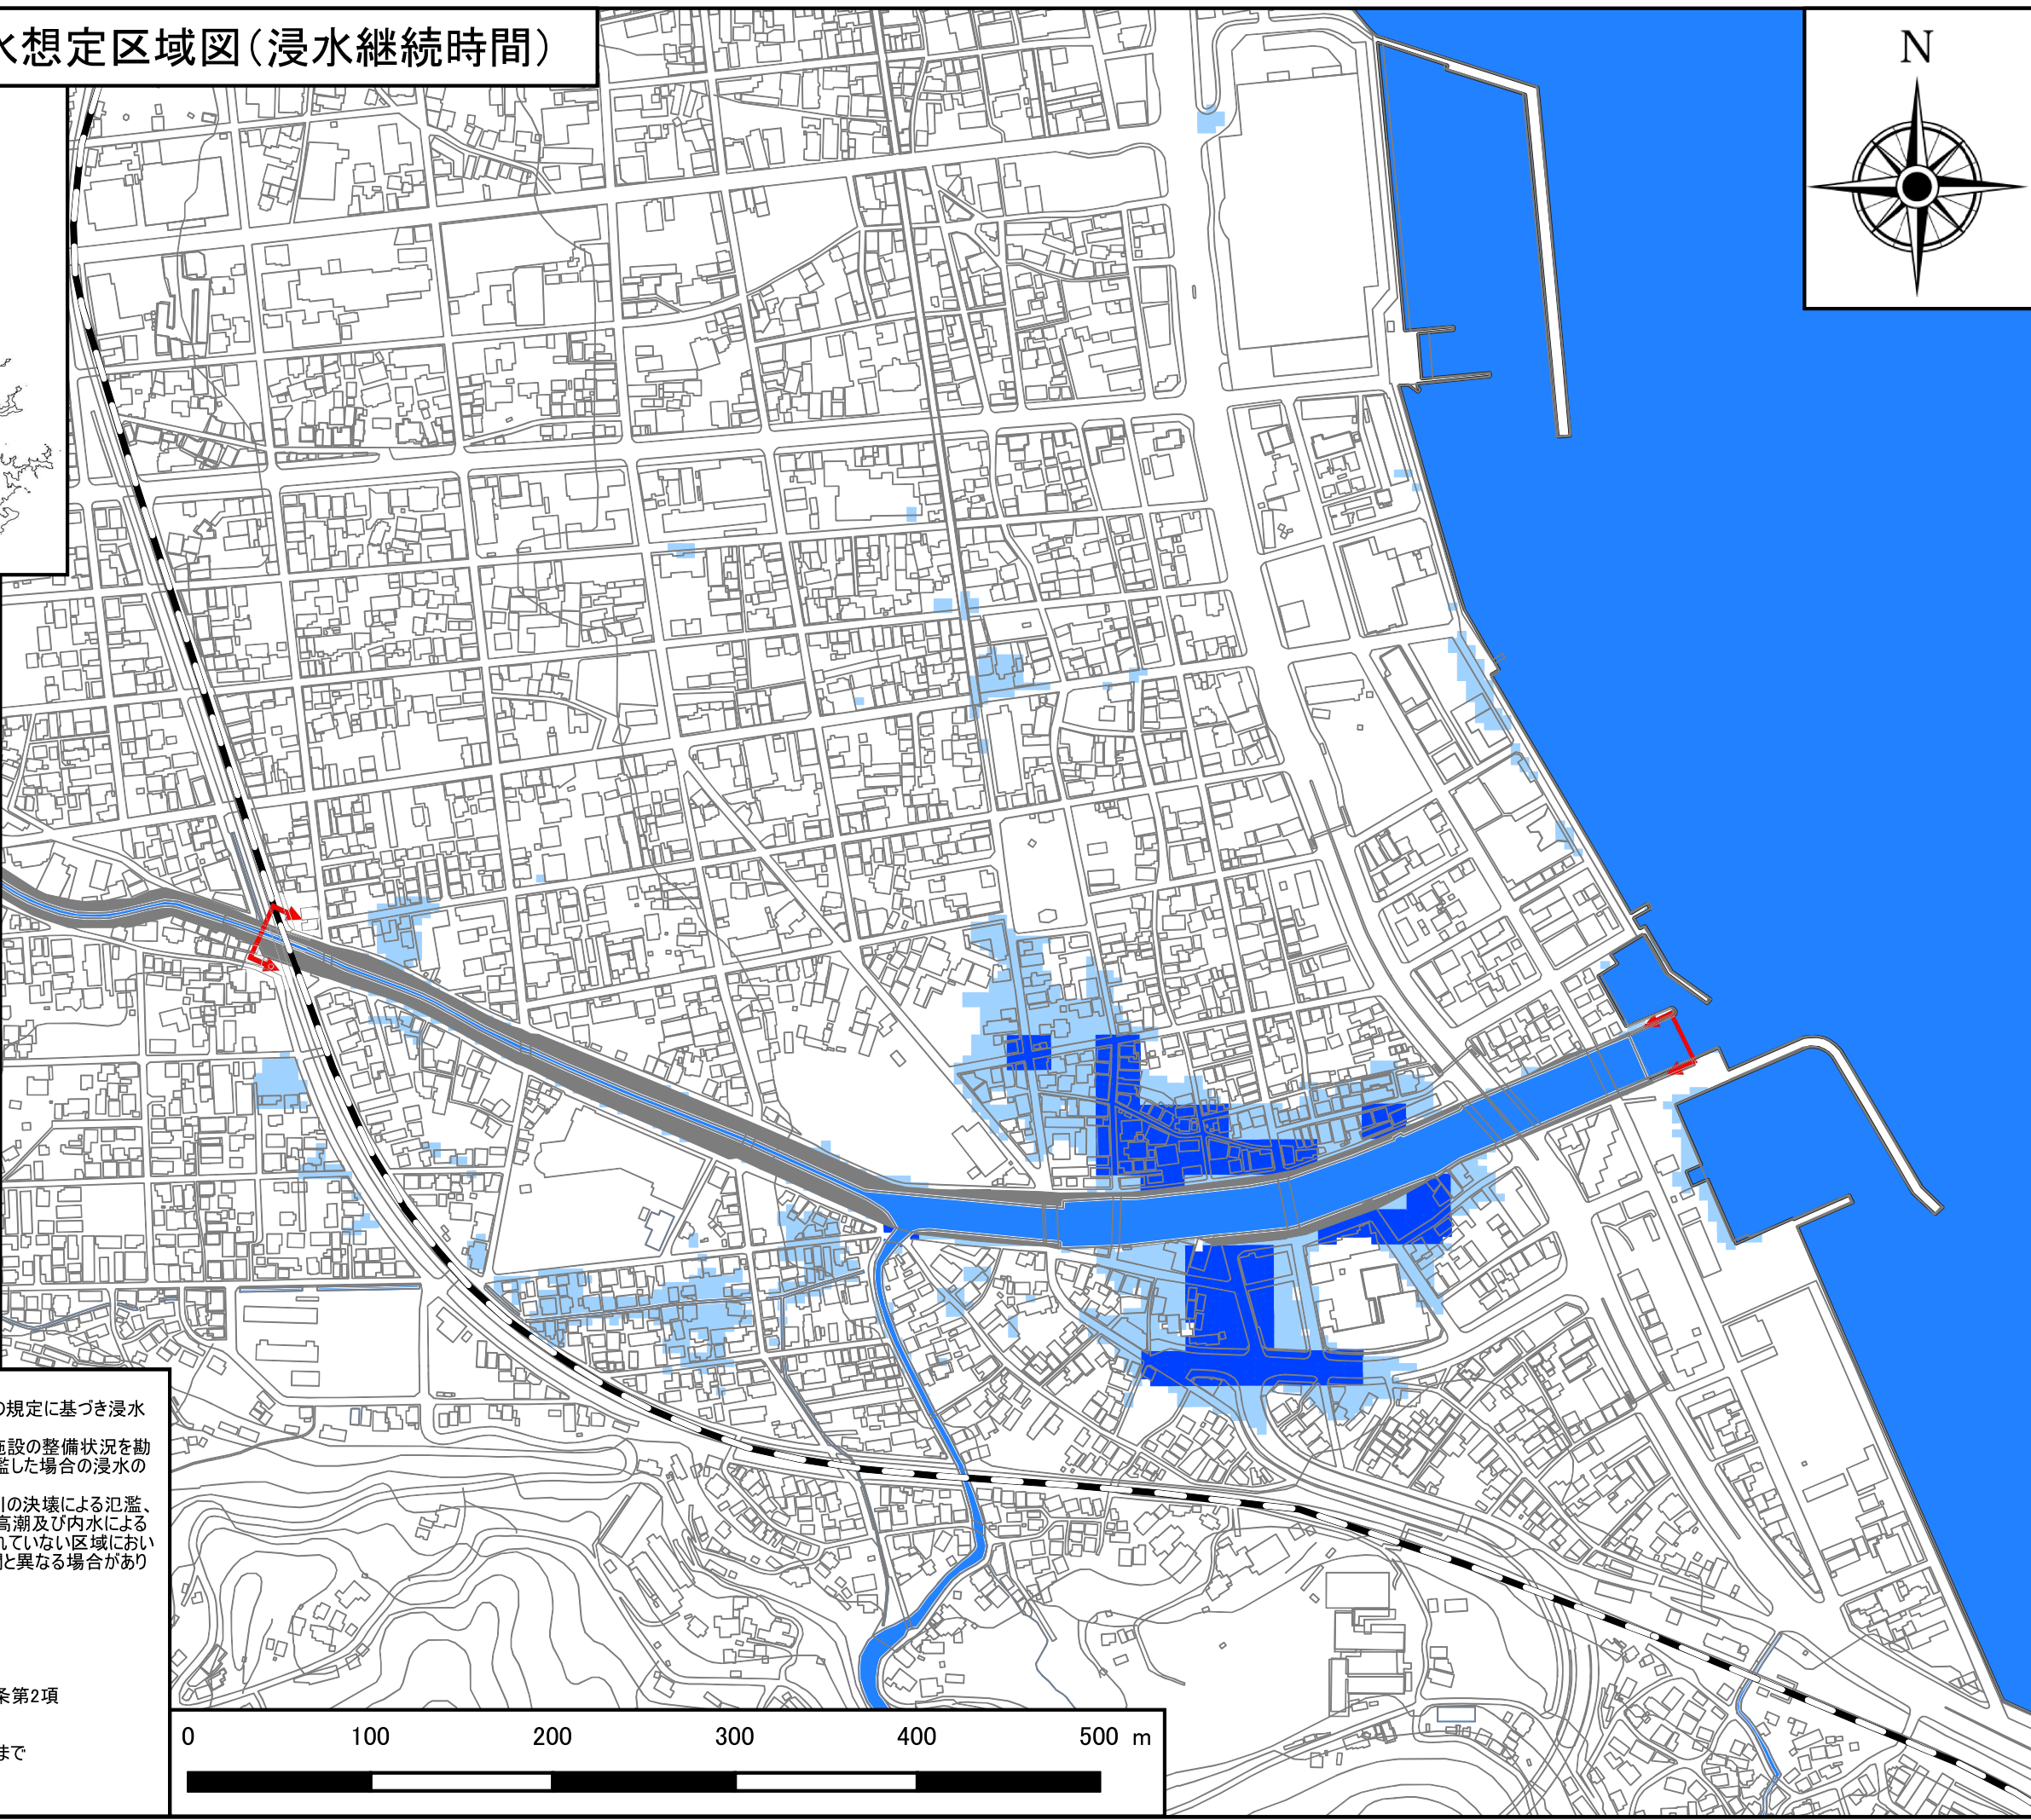 水想定区域図(浸水継続時間)
N
の規定に基づき浸水
施設の整備状況を勘
濫した場合の浸水の
川の決壊による氾濫、
高潮及び内水による
れていない区域におい
と異なる場合があり
条第2項
まで
0 100 200 300 400 500 m